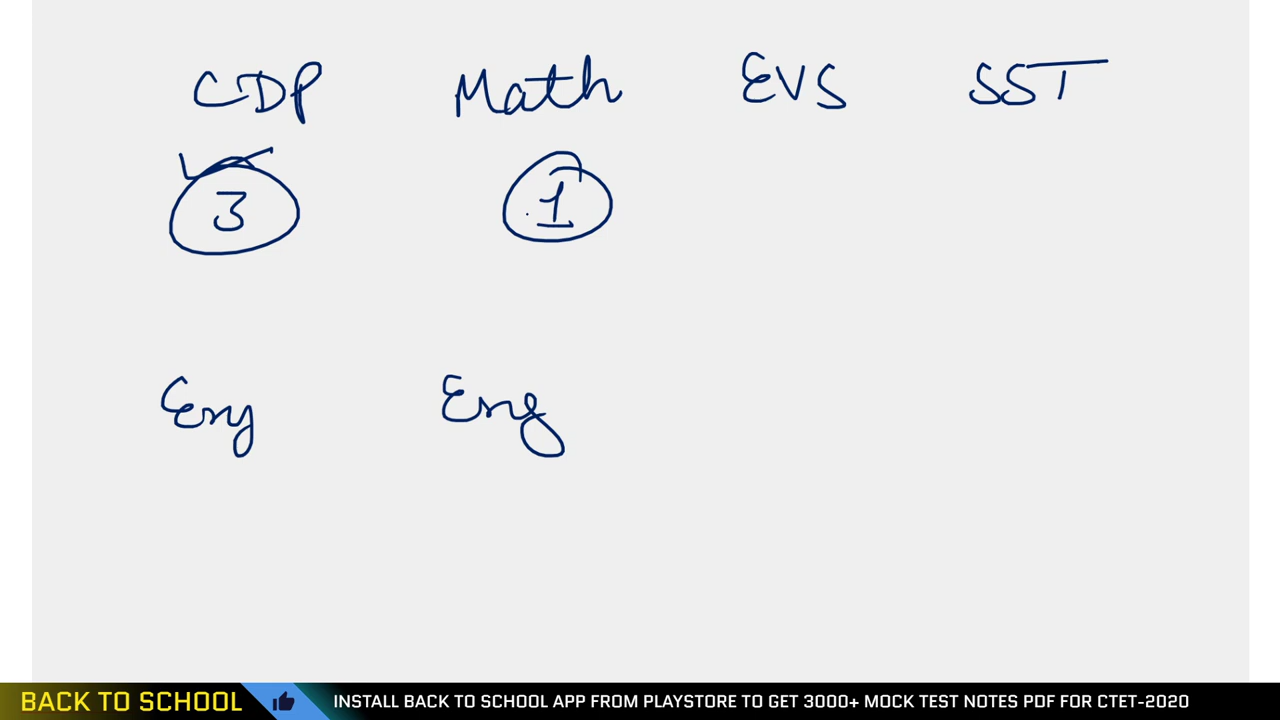 CDP Math EVS SST
3 1
Eng Eng
BACK TO SCHOOL INSTALL BACK TO SCHOOL APP FROM PLAYSTORE TO GET 3000+ MOCK TEST NOTES PDF FOR CTET-2020